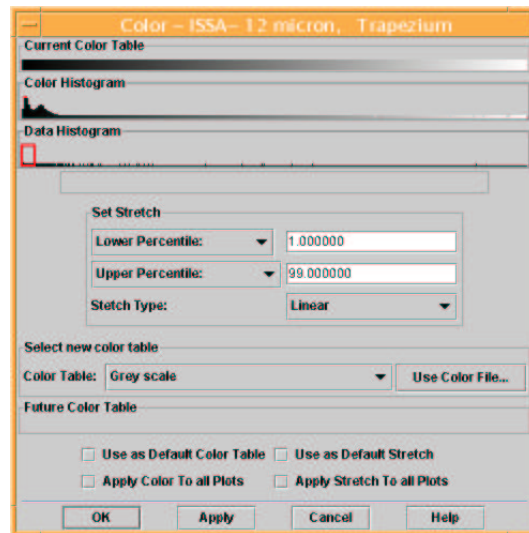 Color – ISSA– 12 micron, Trapezium
Current Color Table
Color Histogram
Data Histogram
Set Stretch
Lower Percentile: 1.000000
Upper Percentile: 99.000000
Stetch Type: Linear
Select new color table
Color Table: Grey scale Use Color File...
Future Color Table
Use as Default Color Table Use as Default Stretch
Apply Color To all Plots Apply Stretch To all Plots
OK Apply Cancel Help